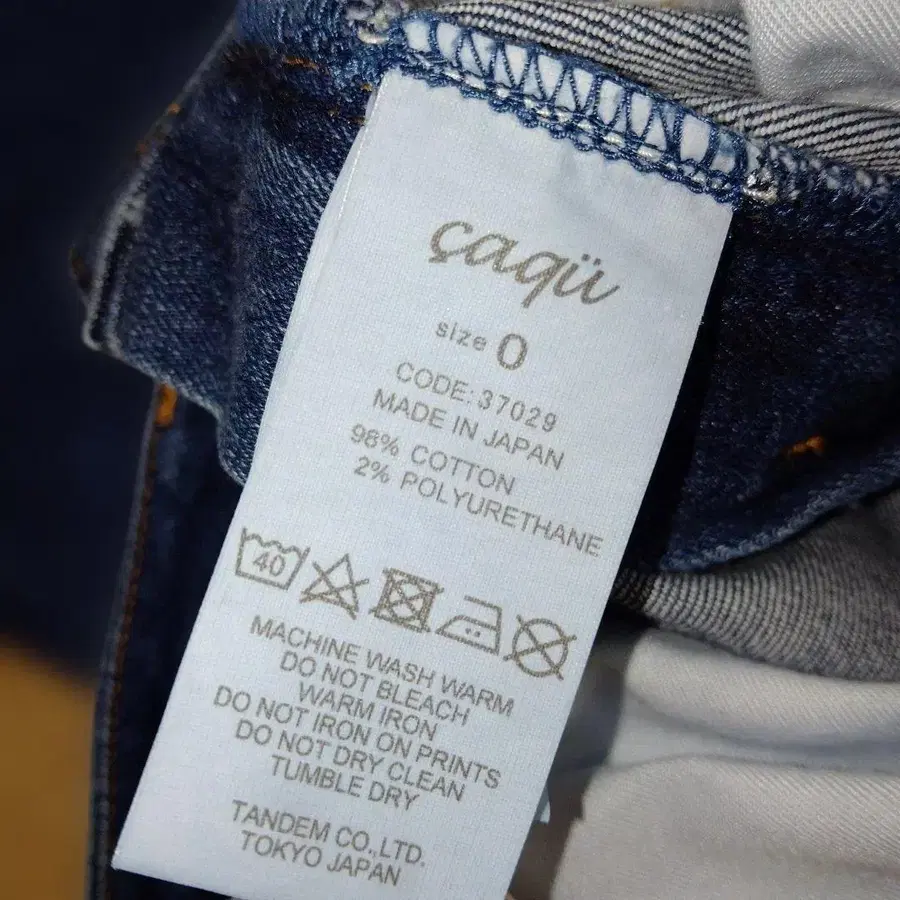 çaqü
size 0
CODE: 37029
MADE IN JAPAN
98% COTTON
2% POLYURETHANE
40
MACHINE WASH WARM
DO NOT BLEACH
WARM IRON
DO NOT IRON ON PRINTS
DO NOT DRY CLEAN
TUMBLE DRY
TANDEM CO.,LTD.
TOKYO JAPAN